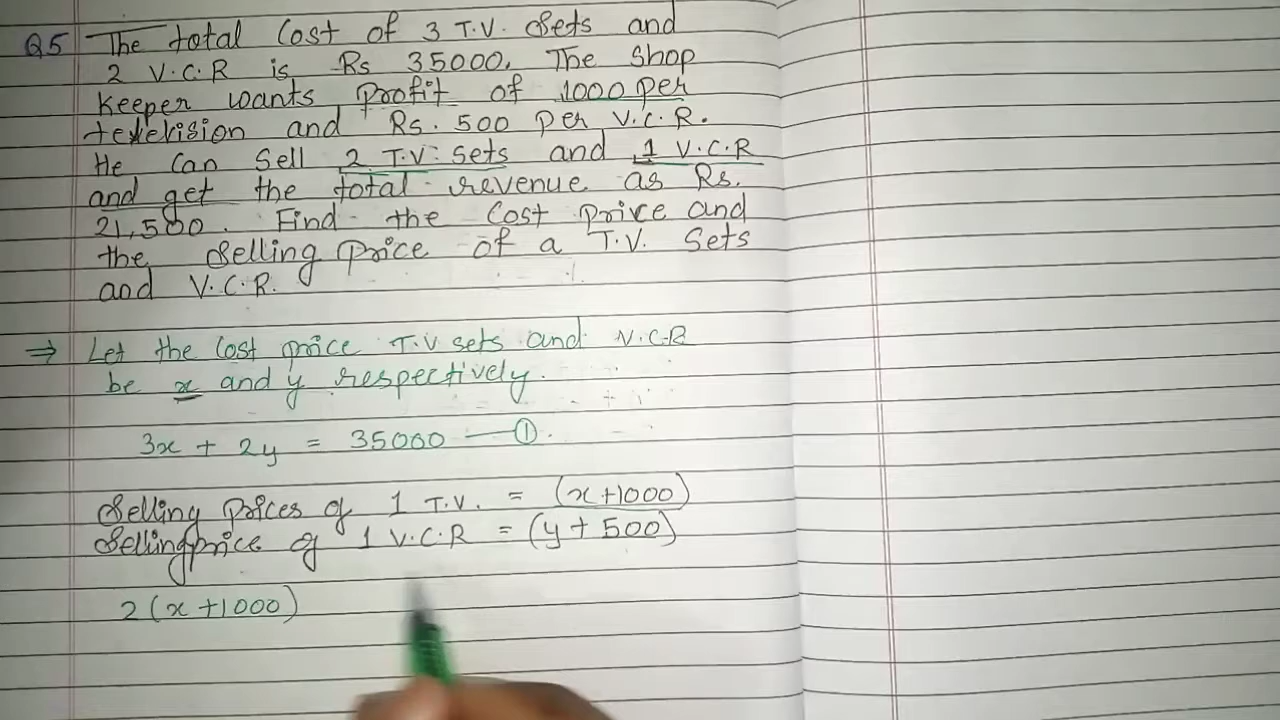 Q5 The total Cost of 3 T.V. Sets and
2 V.C.R is Rs 35000. The Shop
Keeper wants Profit of 1000 per
television and Rs. 500 per V.C.R.
He Can Sell 2 T.V. Sets and 1 V.C.R
and get the total revenue as Rs.
21,500. Find the Cost Price and
the Selling Price of a T.V. Sets
and V.C.R.
⇒ Let the Cost price T.V sets and V.C.R
be x and y respectively.
3x + 2y = 35000 — ①.
Selling Prices of 1 T.V. = (x+1000)
Selling price of 1 V.C.R = (y+500)
2(x+1000)